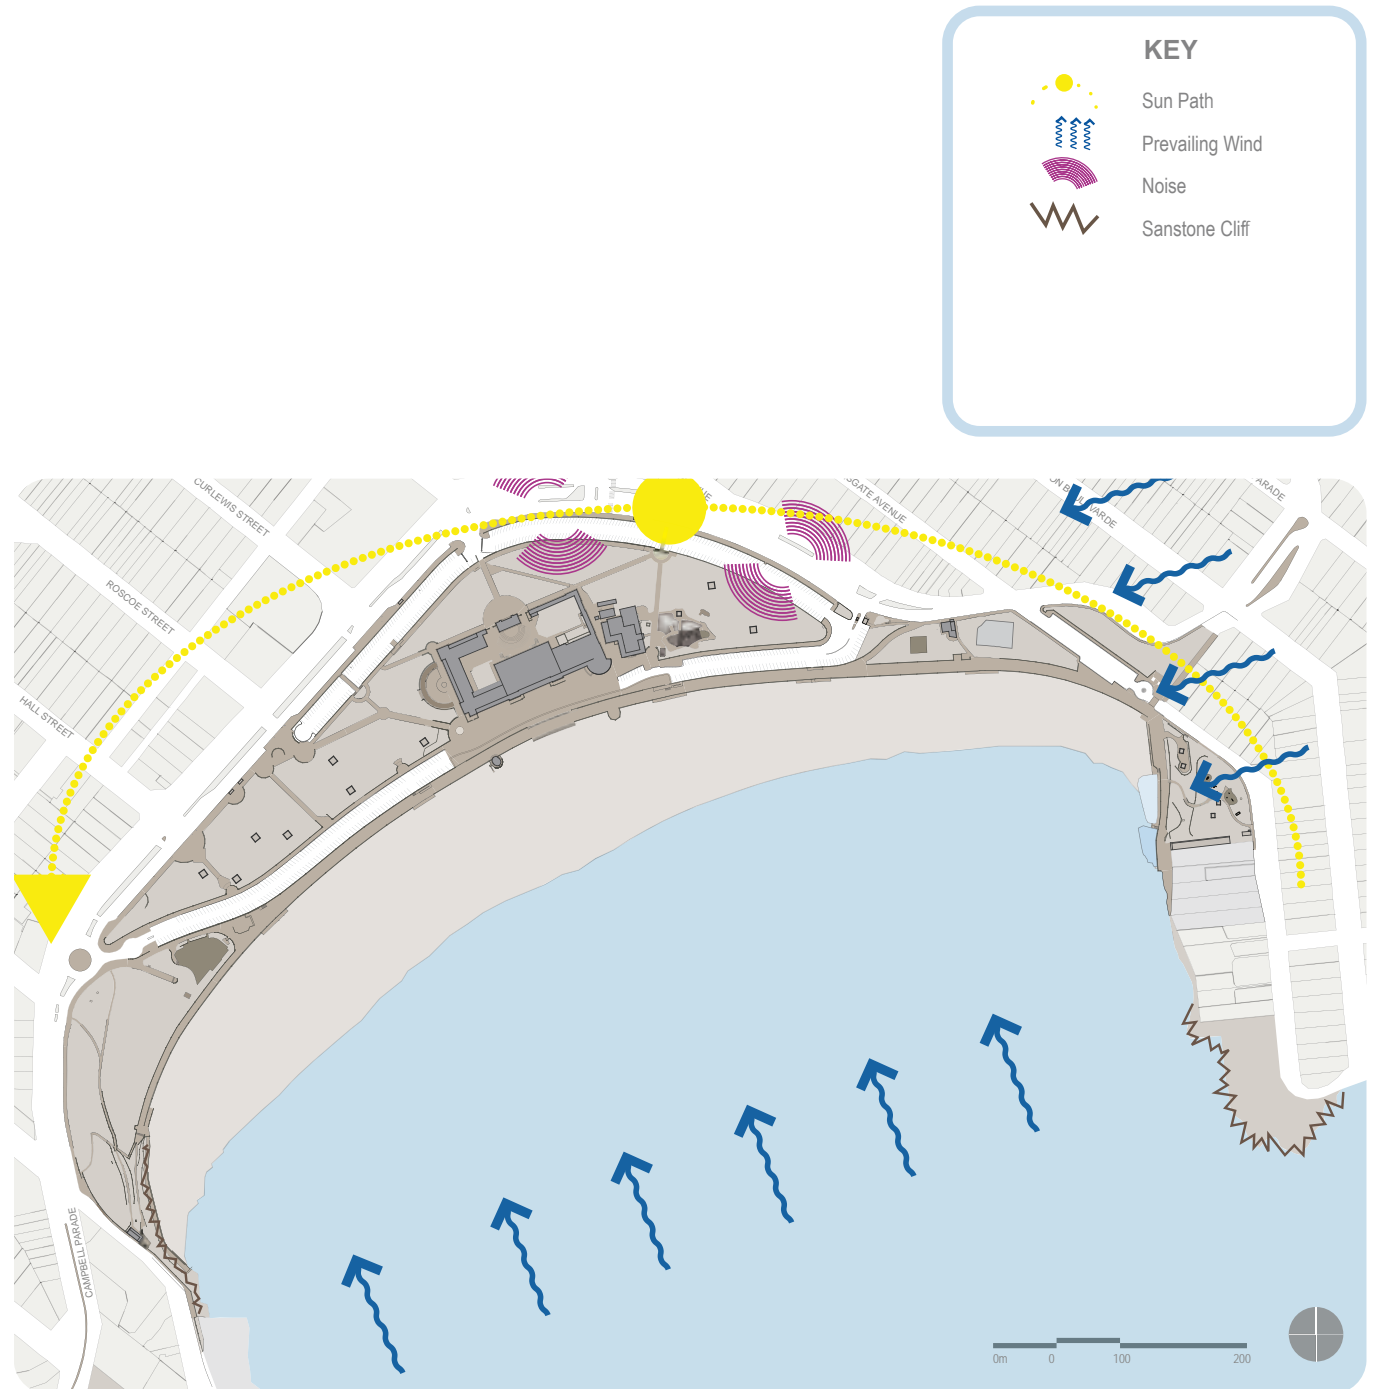 KEY
Sun Path
Prevailing Wind
Noise
Sanstone Cliff
CURLEWIS STREET
AVENUE
ROSCOE STREET
HALL STREET
CAMPBELL PARADE
0m 0 100 200